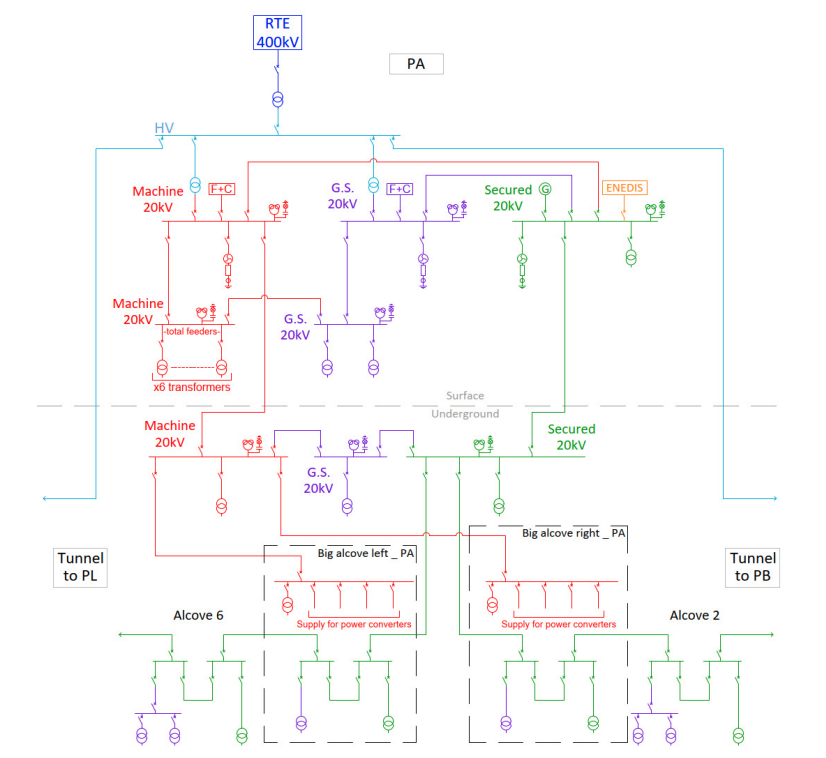 RTE
400kV
PA
HV
Machine
20kV
F+C
G.S.
20kV
F+C
Secured
20kV
G
ENEDIS
Machine
20kV
-total feeders-
G.S.
20kV
x6 transformers
Surface
Underground
Machine
20kV
Secured
20kV
G.S.
20kV
Tunnel
to PL
Big alcove left _ PA
Big alcove right _ PA
Tunnel
to PB
Alcove 6
Supply for power converters
Supply for power converters
Alcove 2